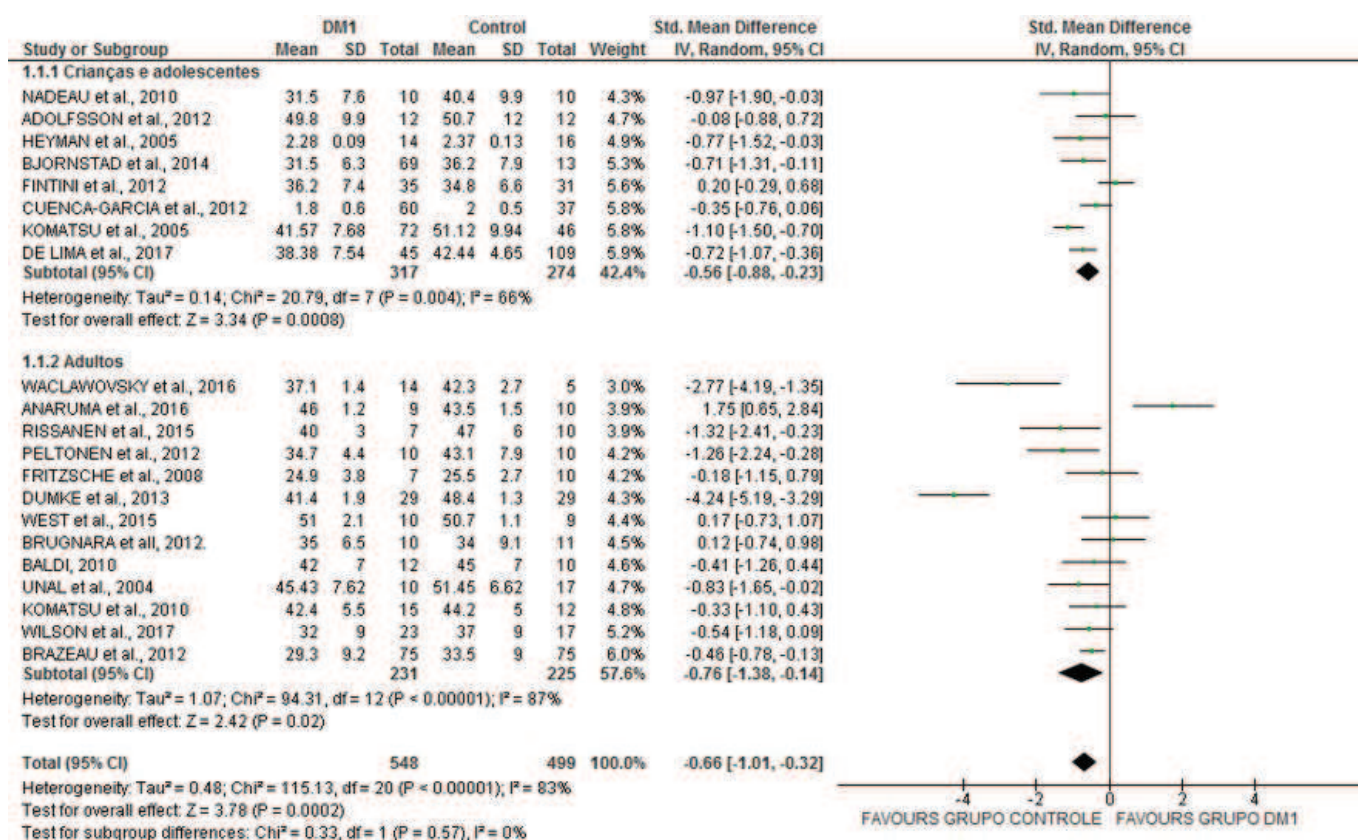 DM1 Control Std. Mean Difference Std. Mean Difference
Study or Subgroup Mean SD Total Mean SD Total Weight IV, Random, 95% CI IV, Random, 95% CI
1.1.1 Crianças e adolescentes
NADEAU et al., 2010 31.5 7.6 10 40.4 9.9 10 4.3% -0.97 [-1.90, -0.03]
ADOLFSSON et al., 2012 49.8 9.9 12 50.7 12 12 4.7% -0.08 [-0.88, 0.72]
HEYMAN et al., 2005 2.28 0.09 14 2.37 0.13 16 4.9% -0.77 [-1.52, -0.03]
BJORNSTAD et al., 2014 31.5 6.3 69 36.2 7.9 13 5.3% -0.71 [-1.31, -0.11]
FINTINI et al., 2012 36.2 7.4 35 34.8 6.6 31 5.6% 0.20 [-0.29, 0.68]
CUENCA-GARCIA et al., 2012 1.8 0.6 60 2 0.5 37 5.8% -0.35 [-0.76, 0.06]
KOMATSU et al., 2005 41.57 7.68 72 51.12 9.94 46 5.8% -1.10 [-1.50, -0.70]
DE LIMA et al., 2017 38.38 7.54 45 42.44 4.65 109 5.9% -0.72 [-1.07, -0.36]
Subtotal (95% CI) 317 274 42.4% -0.56 [-0.88, -0.23]
Heterogeneity: Tau² = 0.14; Chi² = 20.79, df = 7 (P = 0.004); I² = 66%
Test for overall effect: Z = 3.34 (P = 0.0008)
1.1.2 Adultos
WACLAWOVSKY et al., 2016 37.1 1.4 14 42.3 2.7 5 3.0% -2.77 [-4.19, -1.35]
ANARUMA et al., 2016 46 1.2 9 43.5 1.5 10 3.9% 1.75 [0.65, 2.84]
RISSANEN et al., 2015 40 3 7 47 6 10 3.9% -1.32 [-2.41, -0.23]
PELTONEN et al., 2012 34.7 4.4 10 43.1 7.9 10 4.2% -1.26 [-2.24, -0.28]
FRITZSCHE et al., 2008 24.9 3.8 7 25.5 2.7 10 4.2% -0.18 [-1.15, 0.79]
DUMKE et al., 2013 41.4 1.9 29 48.4 1.3 29 4.3% -4.24 [-5.19, -3.29]
WEST et al., 2015 51 2.1 10 50.7 1.1 9 4.4% 0.17 [-0.73, 1.07]
BRUGNARA et all, 2012. 35 6.5 10 34 9.1 11 4.5% 0.12 [-0.74, 0.98]
BALDI, 2010 42 7 12 45 7 10 4.6% -0.41 [-1.26, 0.44]
UNAL et al., 2004 45.43 7.62 10 51.45 6.62 17 4.7% -0.83 [-1.65, -0.02]
KOMATSU et al., 2010 42.4 5.5 15 44.2 5 12 4.8% -0.33 [-1.10, 0.43]
WILSON et al., 2017 32 9 23 37 9 17 5.2% -0.54 [-1.18, 0.09]
BRAZEAU et al., 2012 29.3 9.2 75 33.5 9 75 6.0% -0.46 [-0.78, -0.13]
Subtotal (95% CI) 231 225 57.6% -0.76 [-1.38, -0.14]
Heterogeneity: Tau² = 1.07; Chi² = 94.31, df = 12 (P < 0.00001); I² = 87%
Test for overall effect: Z = 2.42 (P = 0.02)
Total (95% CI) 548 499 100.0% -0.66 [-1.01, -0.32]
Heterogeneity: Tau² = 0.48; Chi² = 115.13, df = 20 (P < 0.00001); I² = 83%
Test for overall effect: Z = 3.78 (P = 0.0002)
Test for subgroup differences: Chi² = 0.33, df = 1 (P = 0.57), I² = 0%
-4 -2 0 2 4
FAVOURS GRUPO CONTROLE FAVOURS GRUPO DM1